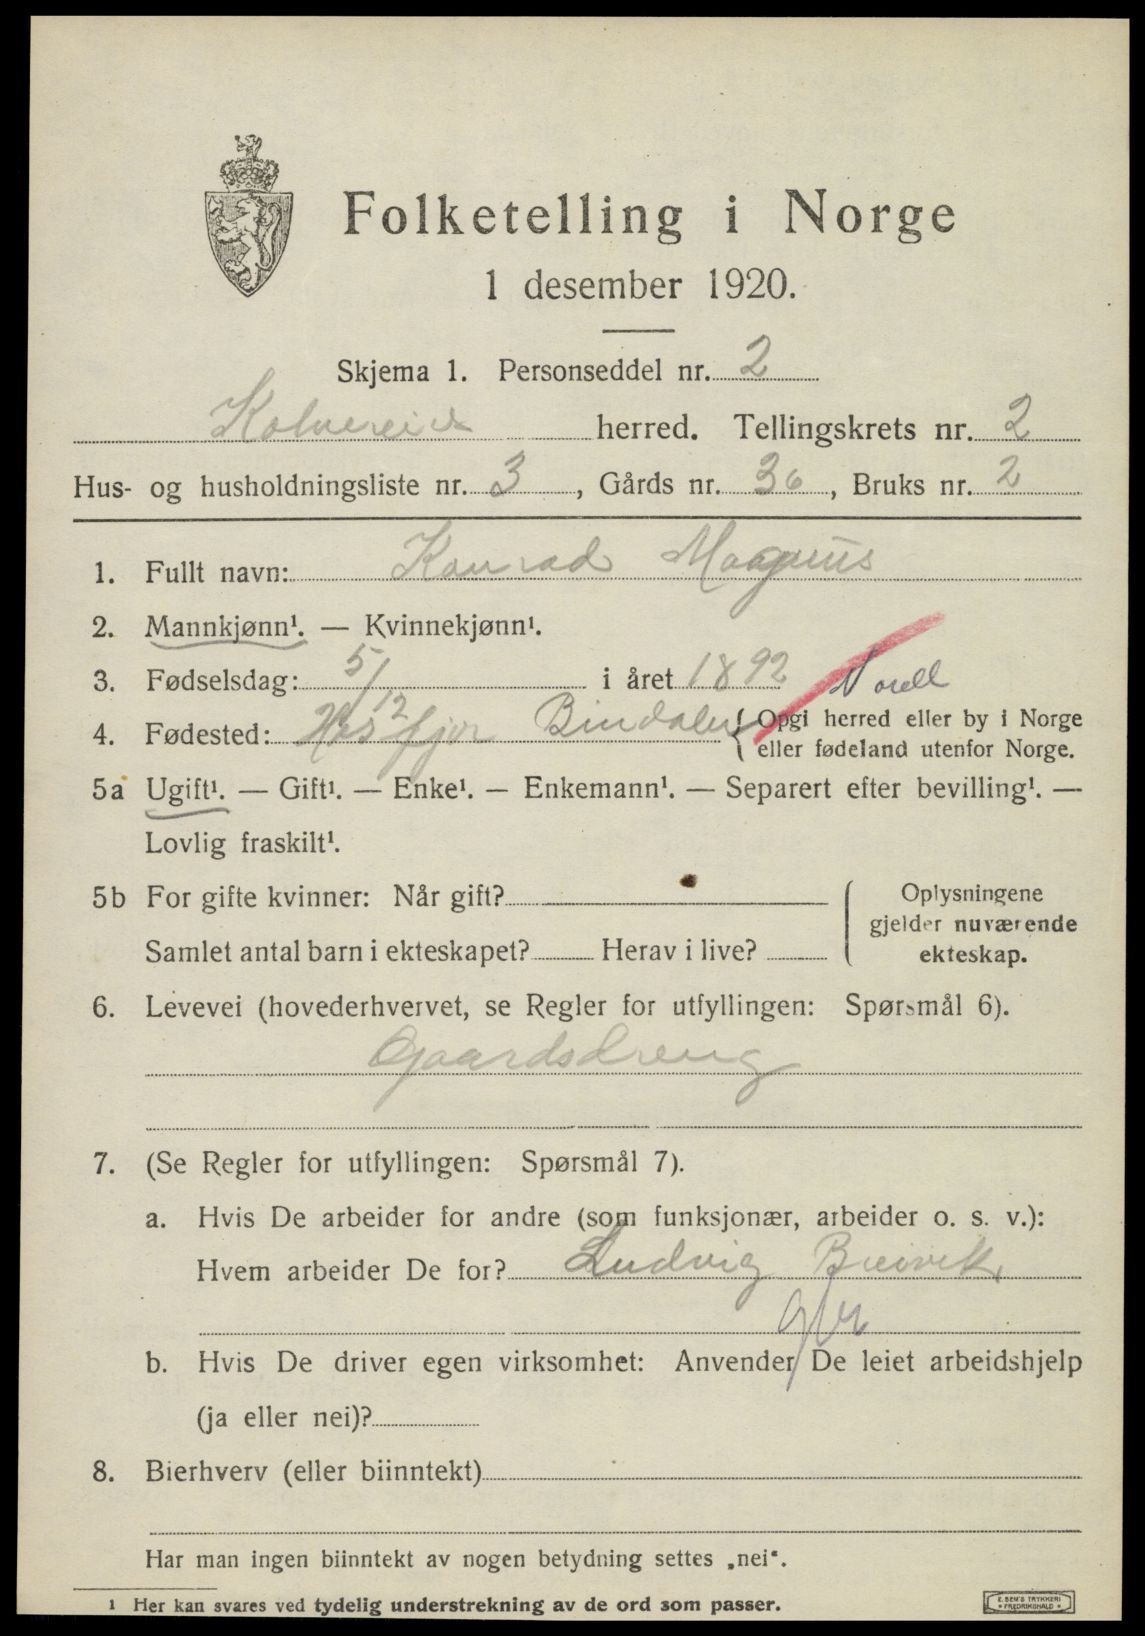 Folketelling i Norge
1 desember 1920.
Skjema 1. Personseddel nr. 2
Kolvereid herred. Tellingskrets nr. 2
Hus- og husholdningsliste nr. 3, Gårds nr. 36, Bruks nr. 2
1. Fullt navn: Konrad Magnus
2. Mannkjønn¹. — Kvinnekjønn¹.
3. Fødselsdag: 5/12 i året 1892
Nordl
4. Fødested: Bindalen { Opgi herred eller by i Norge
eller fødeland utenfor Norge.
5a Ugift¹. — Gift¹. — Enke¹. — Enkemann¹. — Separert efter bevilling¹. —
Lovlig fraskilt¹.
5b For gifte kvinner: Når gift?
Samlet antal barn i ekteskapet? Herav i live?
Oplysningene
gjelder nuværende
ekteskap.
6. Levevei (hovederhvervet, se Regler for utfyllingen: Spørsmål 6).
Gaardsdreng
7. (Se Regler for utfyllingen: Spørsmål 7).
a. Hvis De arbeider for andre (som funksjonær, arbeider o. s. v.):
Hvem arbeider De for? Ludvig Breivik
gbr
b. Hvis De driver egen virksomhet: Anvender De leiet arbeidshjelp
(ja eller nei)?
8. Bierhverv (eller biinntekt)
Har man ingen biinntekt av nogen betydning settes „nei“.
1 Her kan svares ved tydelig understrekning av de ord som passer.
E. SEM'S TRYKKERI
* FREDRIKSHALD *